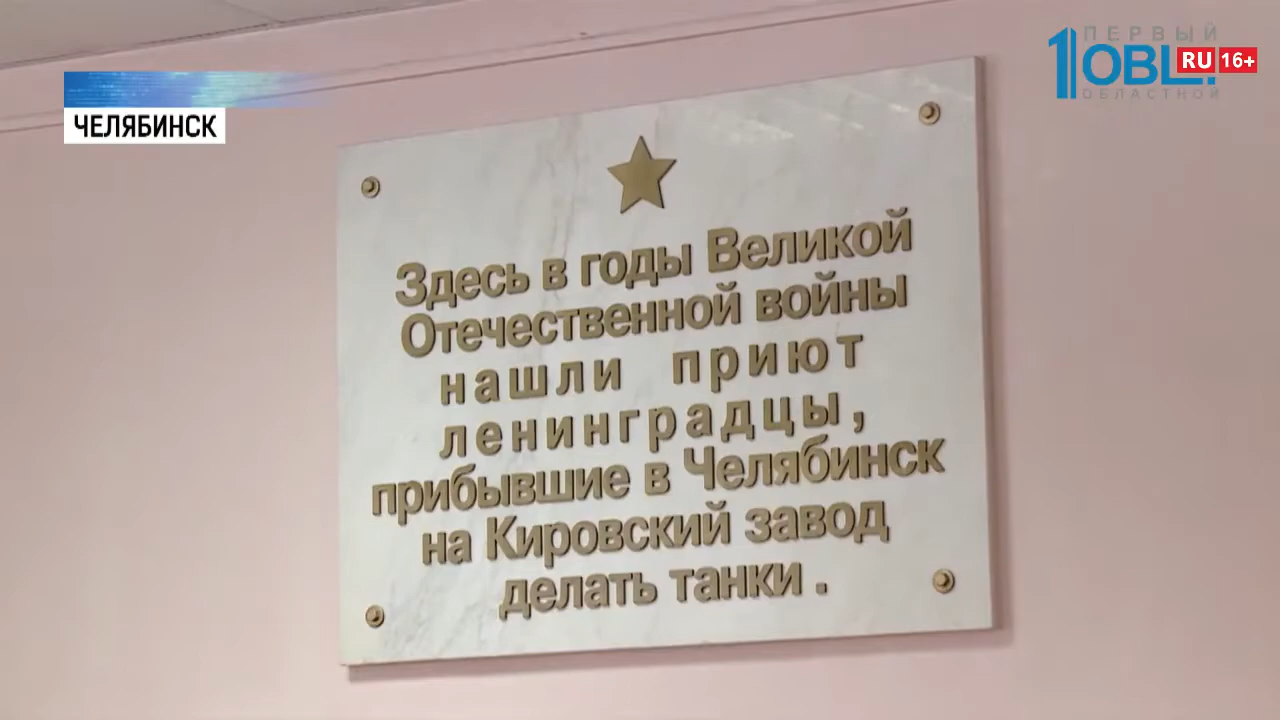 ПЕРВЫЙ
1OBL.
RU 16+
ОБЛАСТНОЙ
ЧЕЛЯБИНСК
Здесь в годы Великой
Отечественной войны
нашли приют
ленинградцы,
прибывшие в Челябинск
на Кировский завод
делать танки.